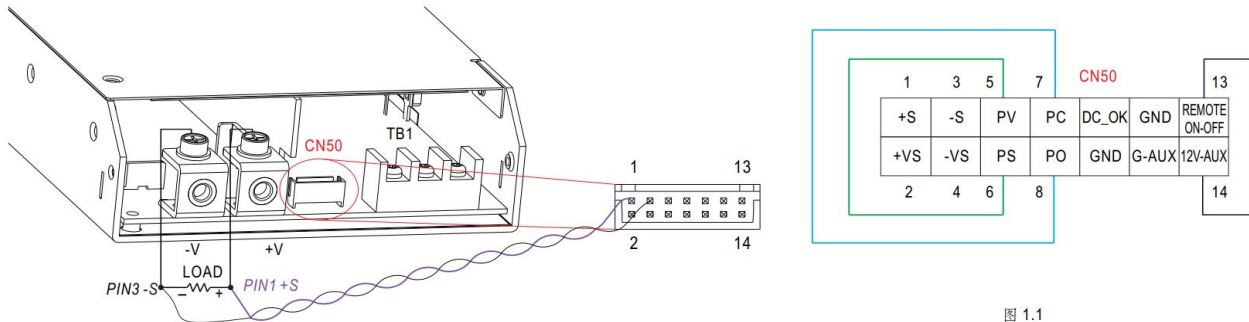 TB1
CN50
-V
+V
LOAD
PIN3 -S
−
+
PIN1 +S
1
13
2
14
CN50
1 3 5 7 13
+S -S PV PC DC_OK GND REMOTE ON-OFF
+VS -VS PS PO GND G-AUX 12V-AUX
2 4 6 8 14
图 1.1